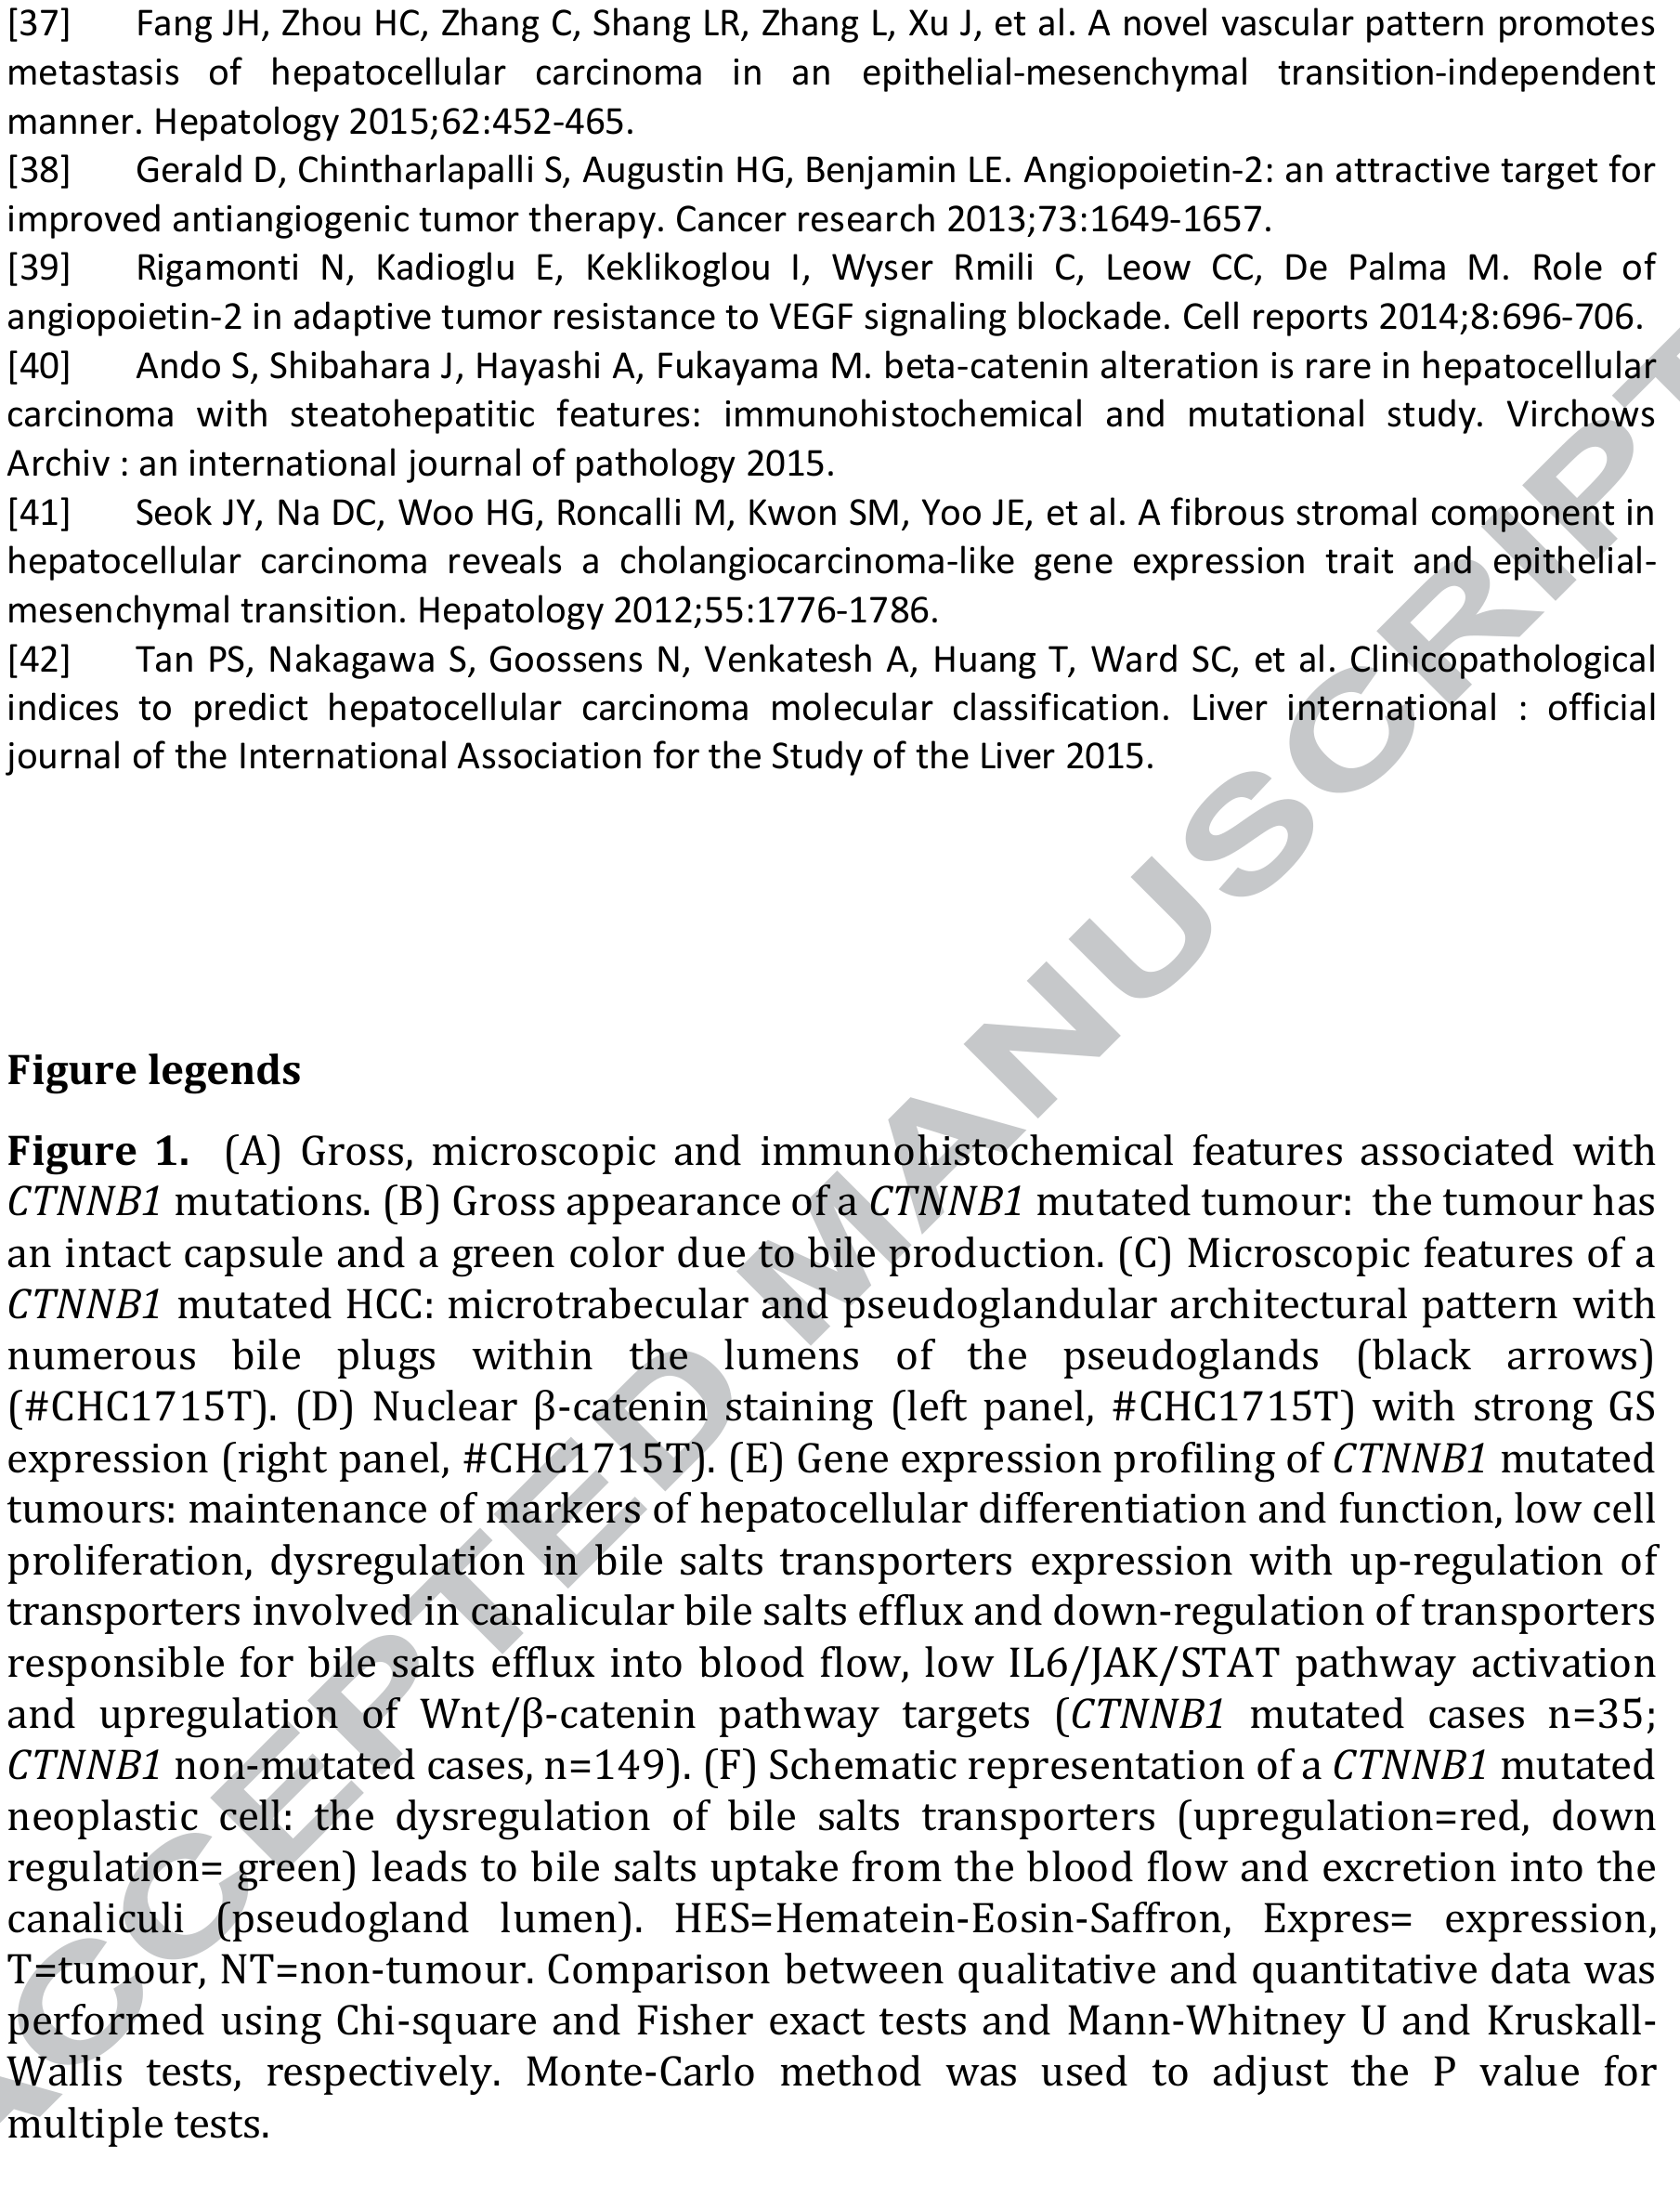 [37] Fang JH, Zhou HC, Zhang C, Shang LR, Zhang L, Xu J, et al. A novel vascular pattern promotes
metastasis of hepatocellular carcinoma in an epithelial-mesenchymal transition-independent
manner. Hepatology 2015;62:452-465.
[38] Gerald D, Chintharlapalli S, Augustin HG, Benjamin LE. Angiopoietin-2: an attractive target for
improved antiangiogenic tumor therapy. Cancer research 2013;73:1649-1657.
[39] Rigamonti N, Kadioglu E, Keklikoglou I, Wyser Rmili C, Leow CC, De Palma M. Role of
angiopoietin-2 in adaptive tumor resistance to VEGF signaling blockade. Cell reports 2014;8:696-706.
[40] Ando S, Shibahara J, Hayashi A, Fukayama M. beta-catenin alteration is rare in hepatocellular
carcinoma with steatohepatitic features: immunohistochemical and mutational study. Virchows
Archiv : an international journal of pathology 2015.
[41] Seok JY, Na DC, Woo HG, Roncalli M, Kwon SM, Yoo JE, et al. A fibrous stromal component in
hepatocellular carcinoma reveals a cholangiocarcinoma-like gene expression trait and epithelial-
mesenchymal transition. Hepatology 2012;55:1776-1786.
[42] Tan PS, Nakagawa S, Goossens N, Venkatesh A, Huang T, Ward SC, et al. Clinicopathological
indices to predict hepatocellular carcinoma molecular classification. Liver international : official
journal of the International Association for the Study of the Liver 2015.
Figure legends
Figure 1. (A) Gross, microscopic and immunohistochemical features associated with
CTNNB1 mutations. (B) Gross appearance of a CTNNB1 mutated tumour: the tumour has
an intact capsule and a green color due to bile production. (C) Microscopic features of a
CTNNB1 mutated HCC: microtrabecular and pseudoglandular architectural pattern with
numerous bile plugs within the lumens of the pseudoglands (black arrows)
(#CHC1715T). (D) Nuclear β-catenin staining (left panel, #CHC1715T) with strong GS
expression (right panel, #CHC1715T). (E) Gene expression profiling of CTNNB1 mutated
tumours: maintenance of markers of hepatocellular differentiation and function, low cell
proliferation, dysregulation in bile salts transporters expression with up-regulation of
transporters involved in canalicular bile salts efflux and down-regulation of transporters
responsible for bile salts efflux into blood flow, low IL6/JAK/STAT pathway activation
and upregulation of Wnt/β-catenin pathway targets (CTNNB1 mutated cases n=35;
CTNNB1 non-mutated cases, n=149). (F) Schematic representation of a CTNNB1 mutated
neoplastic cell: the dysregulation of bile salts transporters (upregulation=red, down
regulation= green) leads to bile salts uptake from the blood flow and excretion into the
canaliculi (pseudogland lumen). HES=Hematein-Eosin-Saffron, Expres= expression,
T=tumour, NT=non-tumour. Comparison between qualitative and quantitative data was
performed using Chi-square and Fisher exact tests and Mann-Whitney U and Kruskall-
Wallis tests, respectively. Monte-Carlo method was used to adjust the P value for
multiple tests.
ACCEPTED MANUSCRIPT